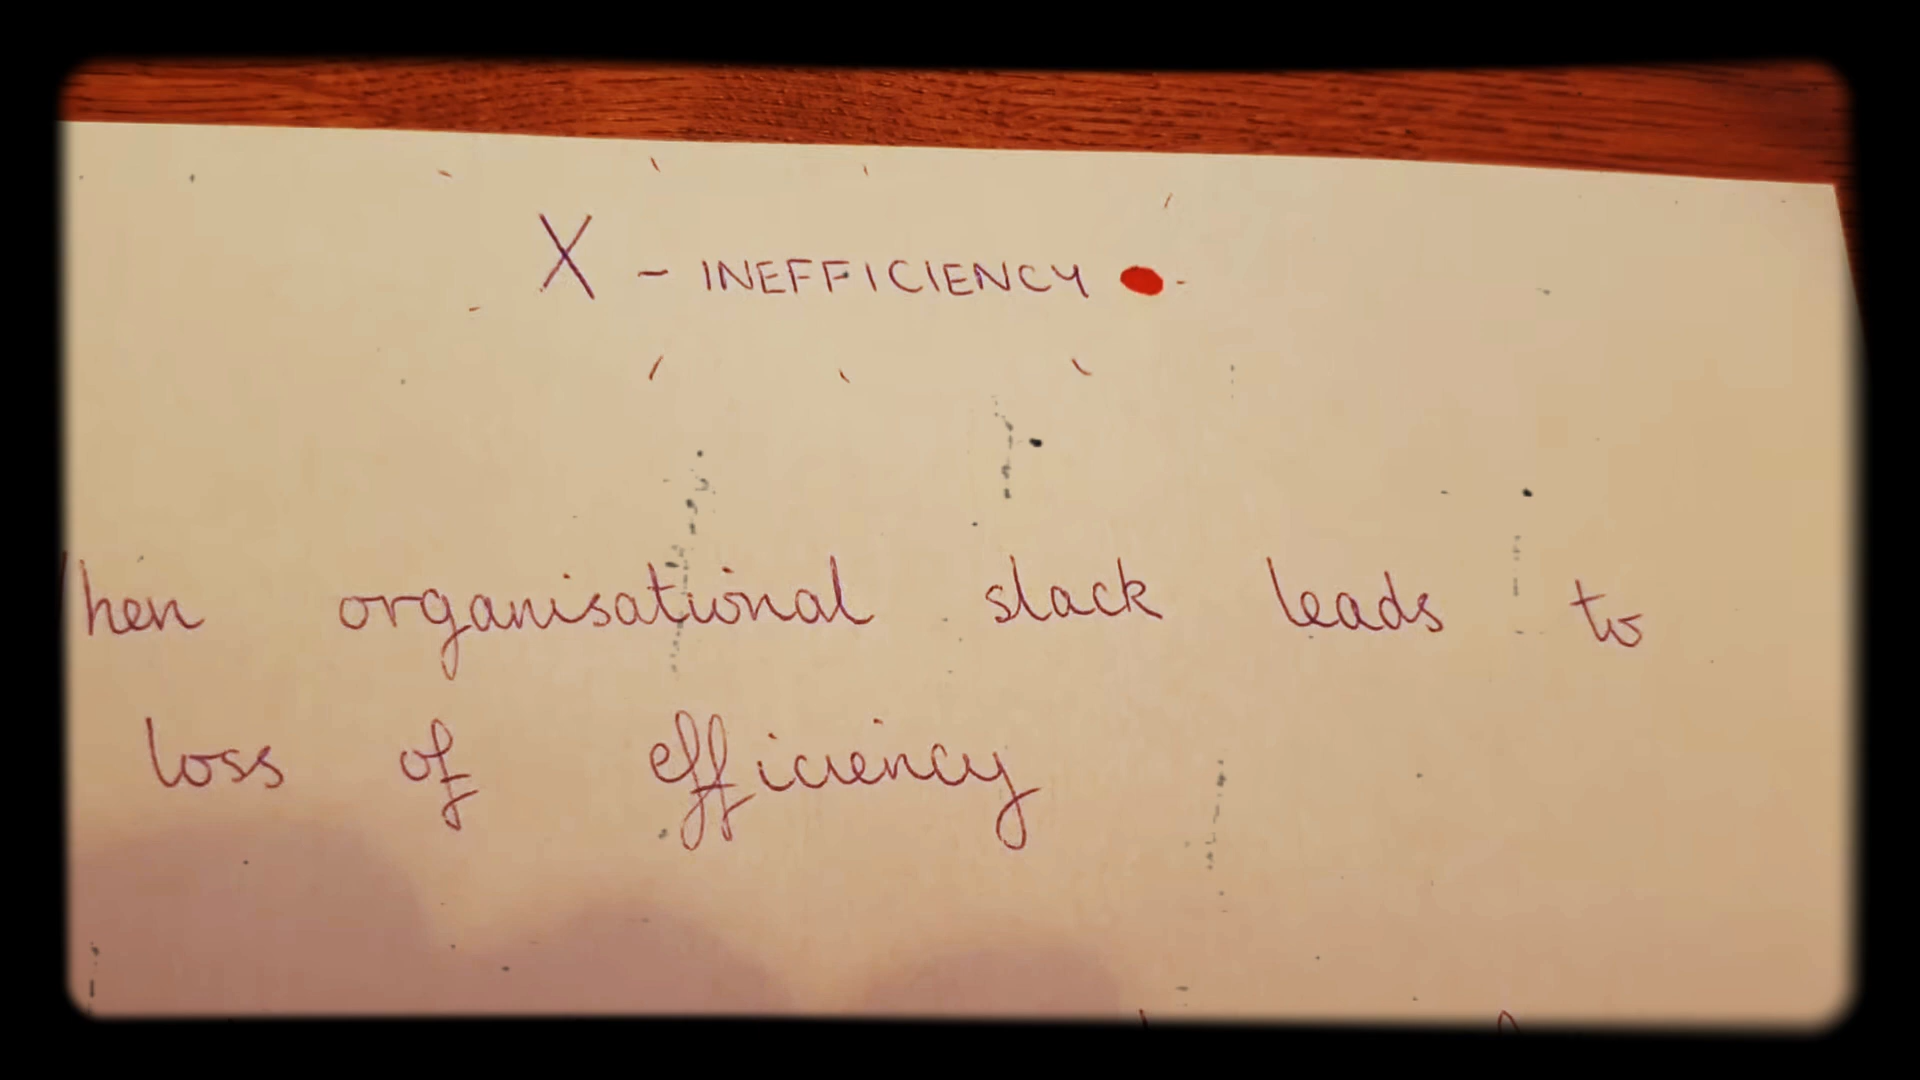 X - INEFFICIENCY
hen organisational slack leads to
loss of efficiency